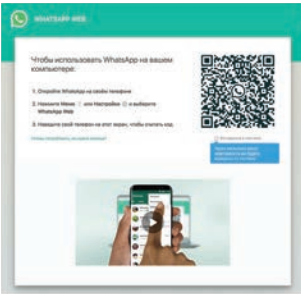 WHATSAPP WEB
Чтобы использовать WhatsApp на вашем
компьютере:
1. Откройте WhatsApp на своём телефоне
2. Нажмите Меню или Настройки и выберите
WhatsApp Web
3. Наведите свой телефон на этот экран, чтобы считать код